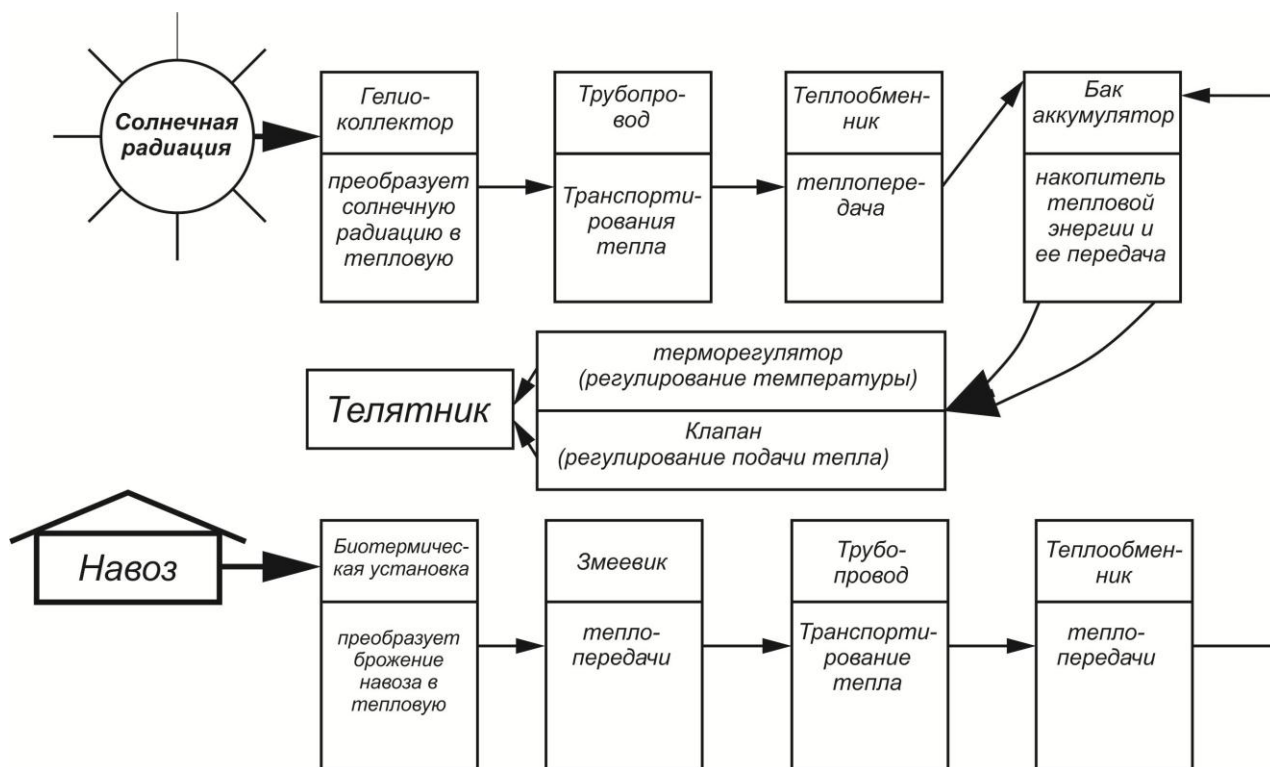 Солнечная
радиация
Гелио-
коллектор
преобразует
солнечную
радиацию в
тепловую
Трубопро-
вод
Транспорти-
рования
тепла
Теплообмен-
ник
теплопере-
дача
Бак
аккумулятор
накопитель
тепловой
энергии и
ее передача
терморегулятор
(регулирование температуры)
Телятник
Клапан
(регулирование подачи тепла)
Навоз
Биотермичес-
кая установка
преобразует
брожение
навоза в
тепловую
Змеевик
тепло-
передачи
Трубо-
провод
Транспорти-
рование
тепла
Теплообмен-
ник
тепло-
передачи